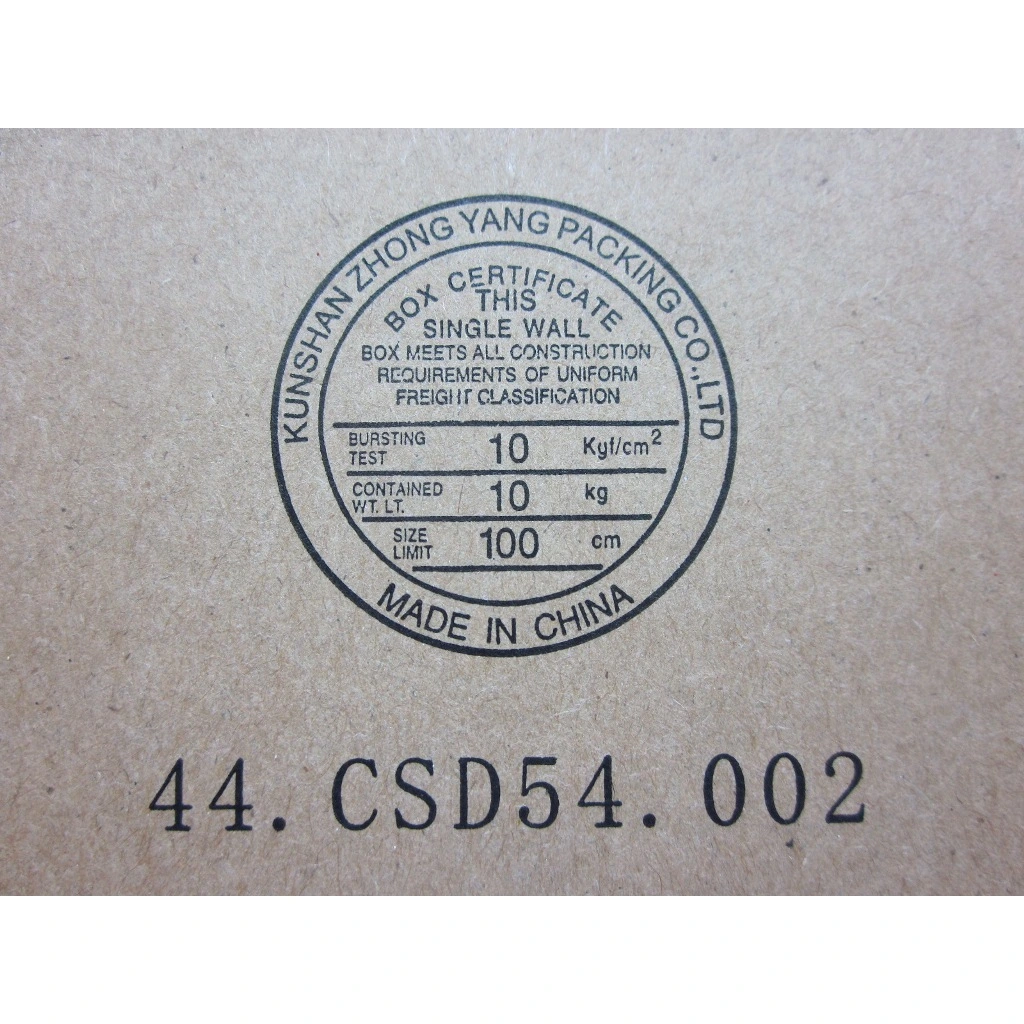 KUNSHAN ZHONG YANG PACKING CO.,LTD
BOX CERTIFICATE
THIS
SINGLE WALL
BOX MEETS ALL CONSTRUCTION
REQUIREMENTS OF UNIFORM
FREIGHT CLASSIFICATION
BURSTING TEST 10 Kgf/cm²
CONTAINED WT. LT. 10 kg
SIZE LIMIT 100 cm
MADE IN CHINA
44.CSD54.002